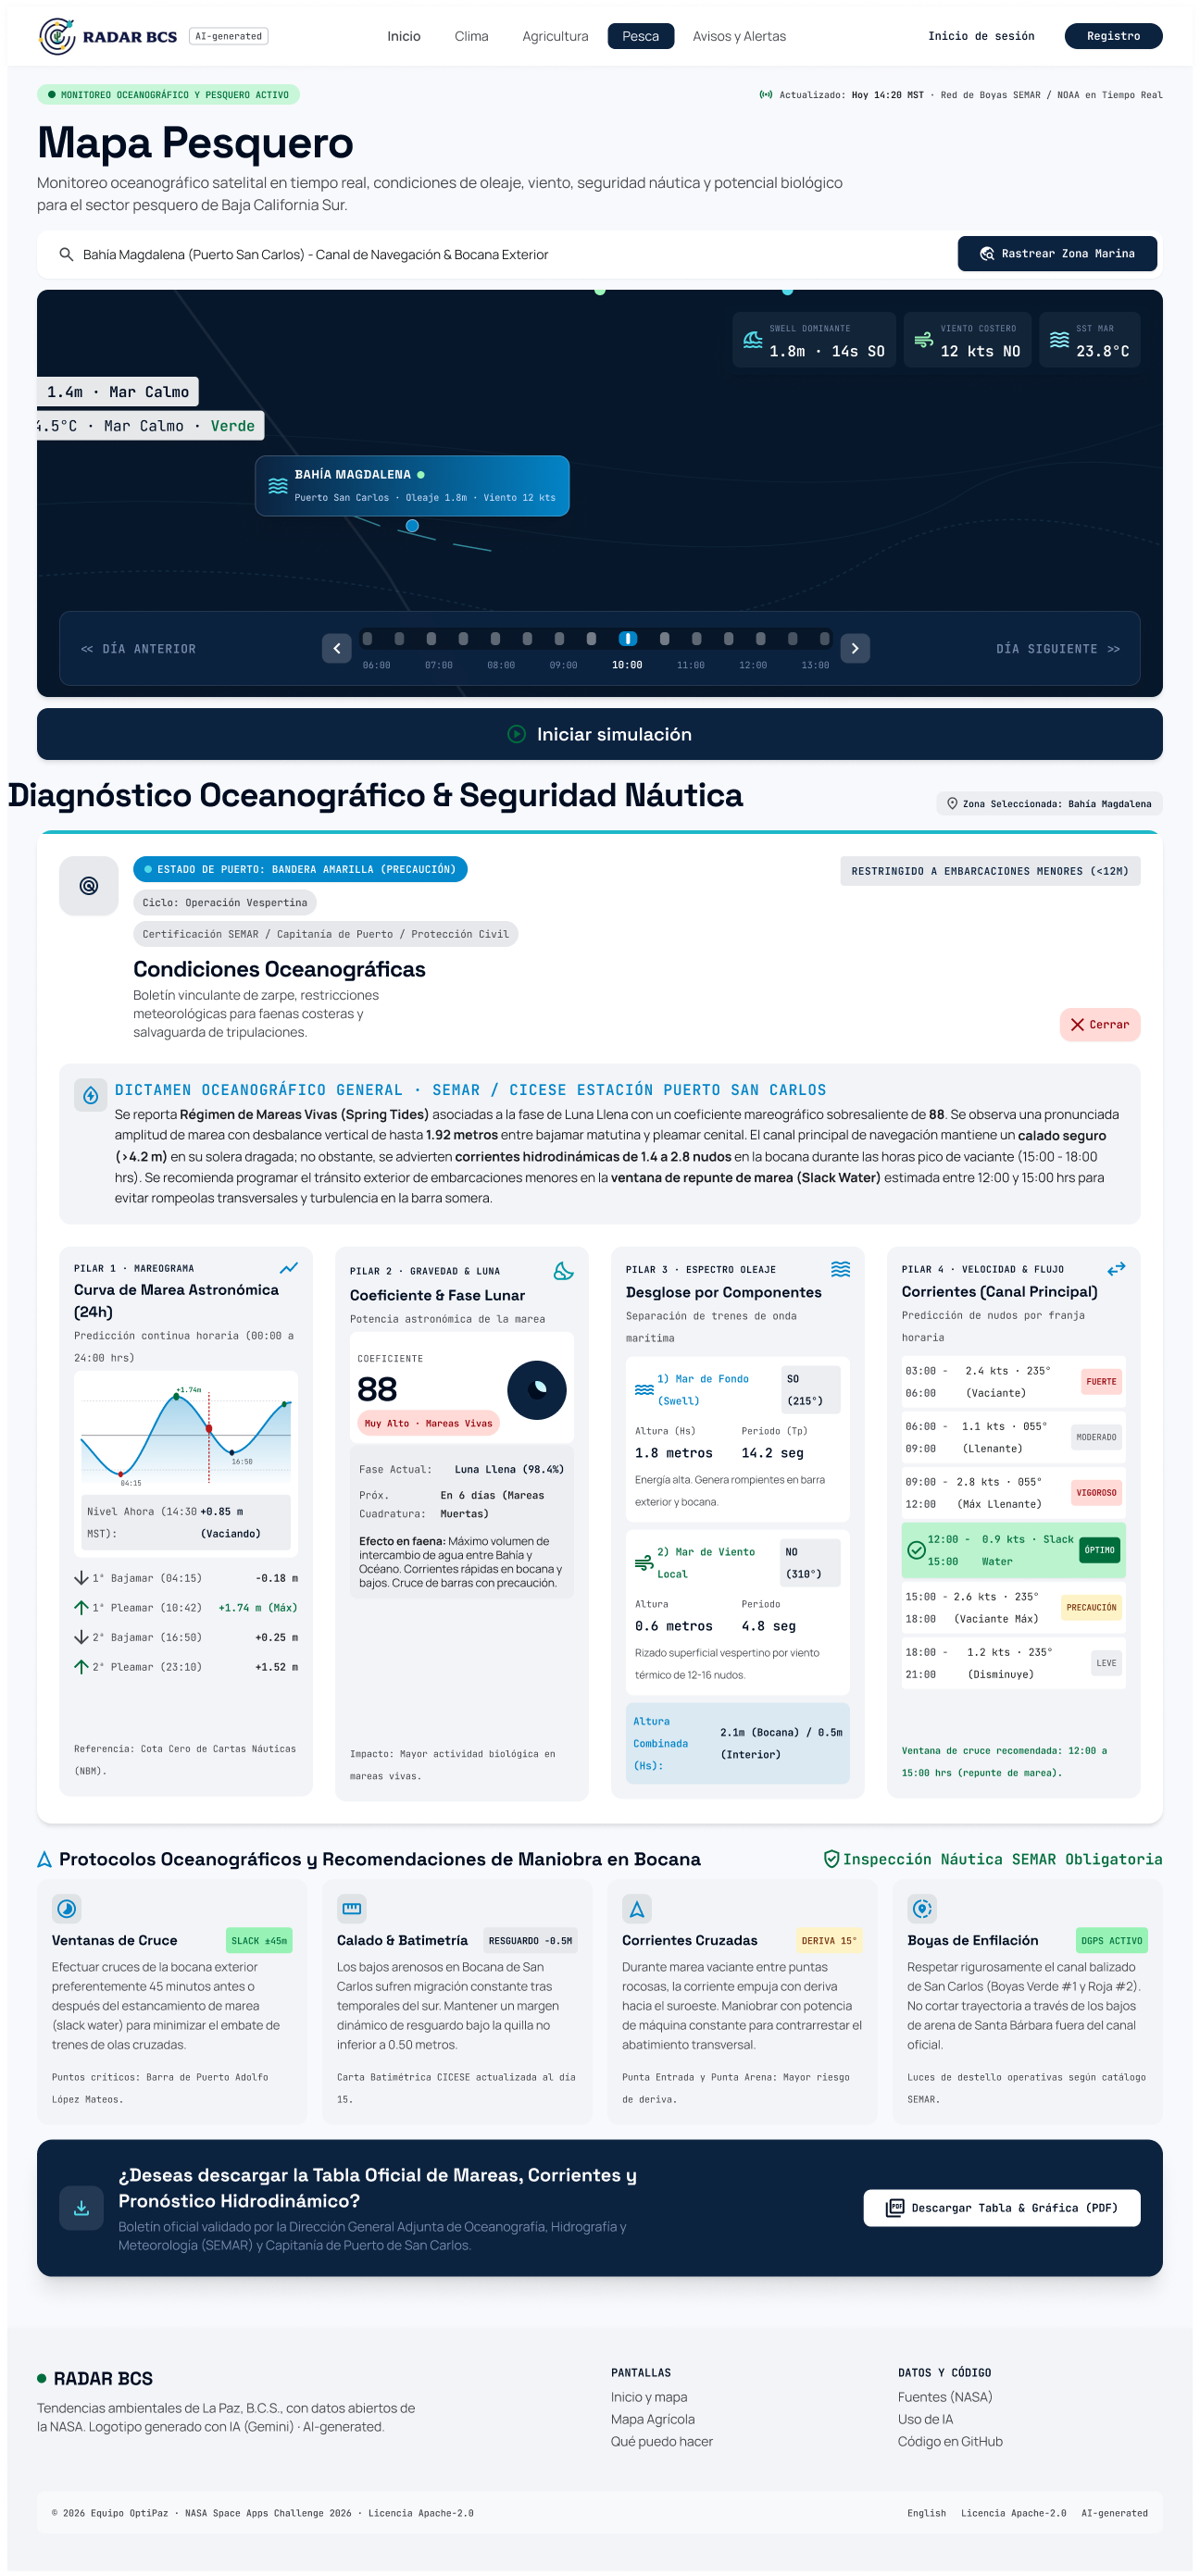 RADAR BCS
AI-generated
Inicio
Clima
Agricultura
Pesca
Avisos y Alertas
Inicio de sesión
Registro
MONITOREO OCEANOGRÁFICO Y PESQUERO ACTIVO
Actualizado: Hoy 14:20 MST · Red de Boyas SEMAR / NOAA en Tiempo Real
Mapa Pesquero
Monitoreo oceanográfico satelital en tiempo real, condiciones de oleaje, viento, seguridad náutica y potencial biológico
para el sector pesquero de Baja California Sur.
Bahía Magdalena (Puerto San Carlos) - Canal de Navegación & Bocana Exterior
Rastrear Zona Marina
SWELL DOMINANTE
1.8m · 14s SO
VIENTO COSTERO
12 kts NO
SST MAR
23.8°C
1.4m · Mar Calmo
4.5°C · Mar Calmo · Verde
BAHÍA MAGDALENA
Puerto San Carlos · Oleaje 1.8m · Viento 12 kts
<< DÍA ANTERIOR
06:00
07:00
08:00
09:00
10:00
11:00
12:00
13:00
DÍA SIGUIENTE >>
Iniciar simulación
Diagnóstico Oceanográfico & Seguridad Náutica
Zona Seleccionada: Bahía Magdalena
ESTADO DE PUERTO: BANDERA AMARILLA (PRECAUCIÓN)
RESTRINGIDO A EMBARCACIONES MENORES (<12M)
Ciclo: Operación Vespertina
Certificación SEMAR / Capitanía de Puerto / Protección Civil
Condiciones Oceanográficas
Boletín vinculante de zarpe, restricciones
meteorológicas para faenas costeras y
salvaguarda de tripulaciones.
Cerrar
DICTAMEN OCEANOGRÁFICO GENERAL · SEMAR / CICESE ESTACIÓN PUERTO SAN CARLOS
Se reporta Régimen de Mareas Vivas (Spring Tides) asociadas a la fase de Luna Llena con un coeficiente mareográfico sobresaliente de 88. Se observa una pronunciada
amplitud de marea con desbalance vertical de hasta 1.92 metros entre bajamar matutina y pleamar cenital. El canal principal de navegación mantiene un calado seguro
(>4.2 m) en su solera dragada; no obstante, se advierten corrientes hidrodinámicas de 1.4 a 2.8 nudos en la bocana durante las horas pico de vaciante (15:00 - 18:00
hrs). Se recomienda programar el tránsito exterior de embarcaciones menores en la ventana de repunte de marea (Slack Water) estimada entre 12:00 y 15:00 hrs para
evitar rompeolas transversales y turbulencia en la barra somera.
PILAR 1 · MAREOGRAMA
Curva de Marea Astronómica
(24h)
Predicción continua horaria (00:00 a
24:00 hrs)
+1.74m
04:15
16:50
Nivel Ahora (14:30 +0.85 m
MST): (Vaciando)
1ª Bajamar (04:15) -0.18 m
1ª Pleamar (10:42) +1.74 m (Máx)
2ª Bajamar (16:50) +0.25 m
2ª Pleamar (23:10) +1.52 m
Referencia: Cota Cero de Cartas Náuticas
(NBM).
PILAR 2 · GRAVEDAD & LUNA
Coeficiente & Fase Lunar
Potencia astronómica de la marea
COEFICIENTE
88
Muy Alto · Mareas Vivas
Fase Actual: Luna Llena (98.4%)
Próx. En 6 días (Mareas
Cuadratura: Muertas)
Efecto en faena: Máximo volumen de
intercambio de agua entre Bahía y
Océano. Corrientes rápidas en bocana y
bajos. Cruce de barras con precaución.
Impacto: Mayor actividad biológica en
mareas vivas.
PILAR 3 · ESPECTRO OLEAJE
Desglose por Componentes
Separación de trenes de onda
marítima
1) Mar de Fondo SO
(Swell) (215°)
Altura (Hs) Periodo (Tp)
1.8 metros 14.2 seg
Energía alta. Genera rompientes en barra
exterior y bocana.
2) Mar de Viento NO
Local (310°)
Altura Periodo
0.6 metros 4.8 seg
Rizado superficial vespertino por viento
térmico de 12-16 nudos.
Altura
Combinada
(Hs):
2.1m (Bocana) / 0.5m
(Interior)
PILAR 4 · VELOCIDAD & FLUJO
Corrientes (Canal Principal)
Predicción de nudos por franja
horaria
03:00 - 2.4 kts · 235° FUERTE
06:00 (Vaciante)
06:00 - 1.1 kts · 055° MODERADO
09:00 (Llenante)
09:00 - 2.8 kts · 055° VIGOROSO
12:00 (Máx Llenante)
12:00 - 0.9 kts · Slack ÓPTIMO
15:00 Water
15:00 - 2.6 kts · 235° PRECAUCIÓN
18:00 (Vaciante Máx)
18:00 - 1.2 kts · 235° LEVE
21:00 (Disminuye)
Ventana de cruce recomendada: 12:00 a
15:00 hrs (repunte de marea).
Protocolos Oceanográficos y Recomendaciones de Maniobra en Bocana
Inspección Náutica SEMAR Obligatoria
Ventanas de Cruce
SLACK ±45m
Efectuar cruces de la bocana exterior
preferentemente 45 minutos antes o
después del estancamiento de marea
(slack water) para minimizar el embate de
trenes de olas cruzadas.
Puntos críticos: Barra de Puerto Adolfo
López Mateos.
Calado & Batimetría
RESGUARDO -0.5M
Los bajos arenosos en Bocana de San
Carlos sufren migración constante tras
temporales del sur. Mantener un margen
dinámico de resguardo bajo la quilla no
inferior a 0.50 metros.
Carta Batimétrica CICESE actualizada al día
15.
Corrientes Cruzadas
DERIVA 15°
Durante marea vaciante entre puntas
rocosas, la corriente empuja con deriva
hacia el suroeste. Maniobrar con potencia
de máquina constante para contrarrestar el
abatimiento transversal.
Punta Entrada y Punta Arena: Mayor riesgo
de deriva.
Boyas de Enfilación
DGPS ACTIVO
Respetar rigurosamente el canal balizado
de San Carlos (Boyas Verde #1 y Roja #2).
No cortar trayectoria a través de los bajos
de arena de Santa Bárbara fuera del canal
oficial.
Luces de destello operativas según catálogo
SEMAR.
¿Deseas descargar la Tabla Oficial de Mareas, Corrientes y
Pronóstico Hidrodinámico?
Boletín oficial validado por la Dirección General Adjunta de Oceanografía, Hidrografía y
Meteorología (SEMAR) y Capitanía de Puerto de San Carlos.
PDF
Descargar Tabla & Gráfica (PDF)
RADAR BCS
Tendencias ambientales de La Paz, B.C.S., con datos abiertos de
la NASA. Logotipo generado con IA (Gemini) · AI-generated.
PANTALLAS
Inicio y mapa
Mapa Agrícola
Qué puedo hacer
DATOS Y CÓDIGO
Fuentes (NASA)
Uso de IA
Código en GitHub
© 2026 Equipo OptiPaz · NASA Space Apps Challenge 2026 · Licencia Apache-2.0
English
Licencia Apache-2.0
AI-generated